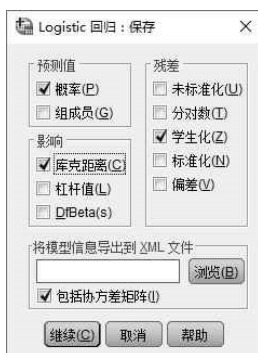 Logistic 回归：保存
预测值
概率(P)
组成员(G)
影响
库克距离(C)
杠杆值(L)
DfBeta(s)
残差
未标准化(U)
分对数(T)
学生化(Z)
标准化(N)
偏差(V)
将模型信息导出到 XML 文件
浏览(B)
包括协方差矩阵(I)
继续(C)
取消
帮助